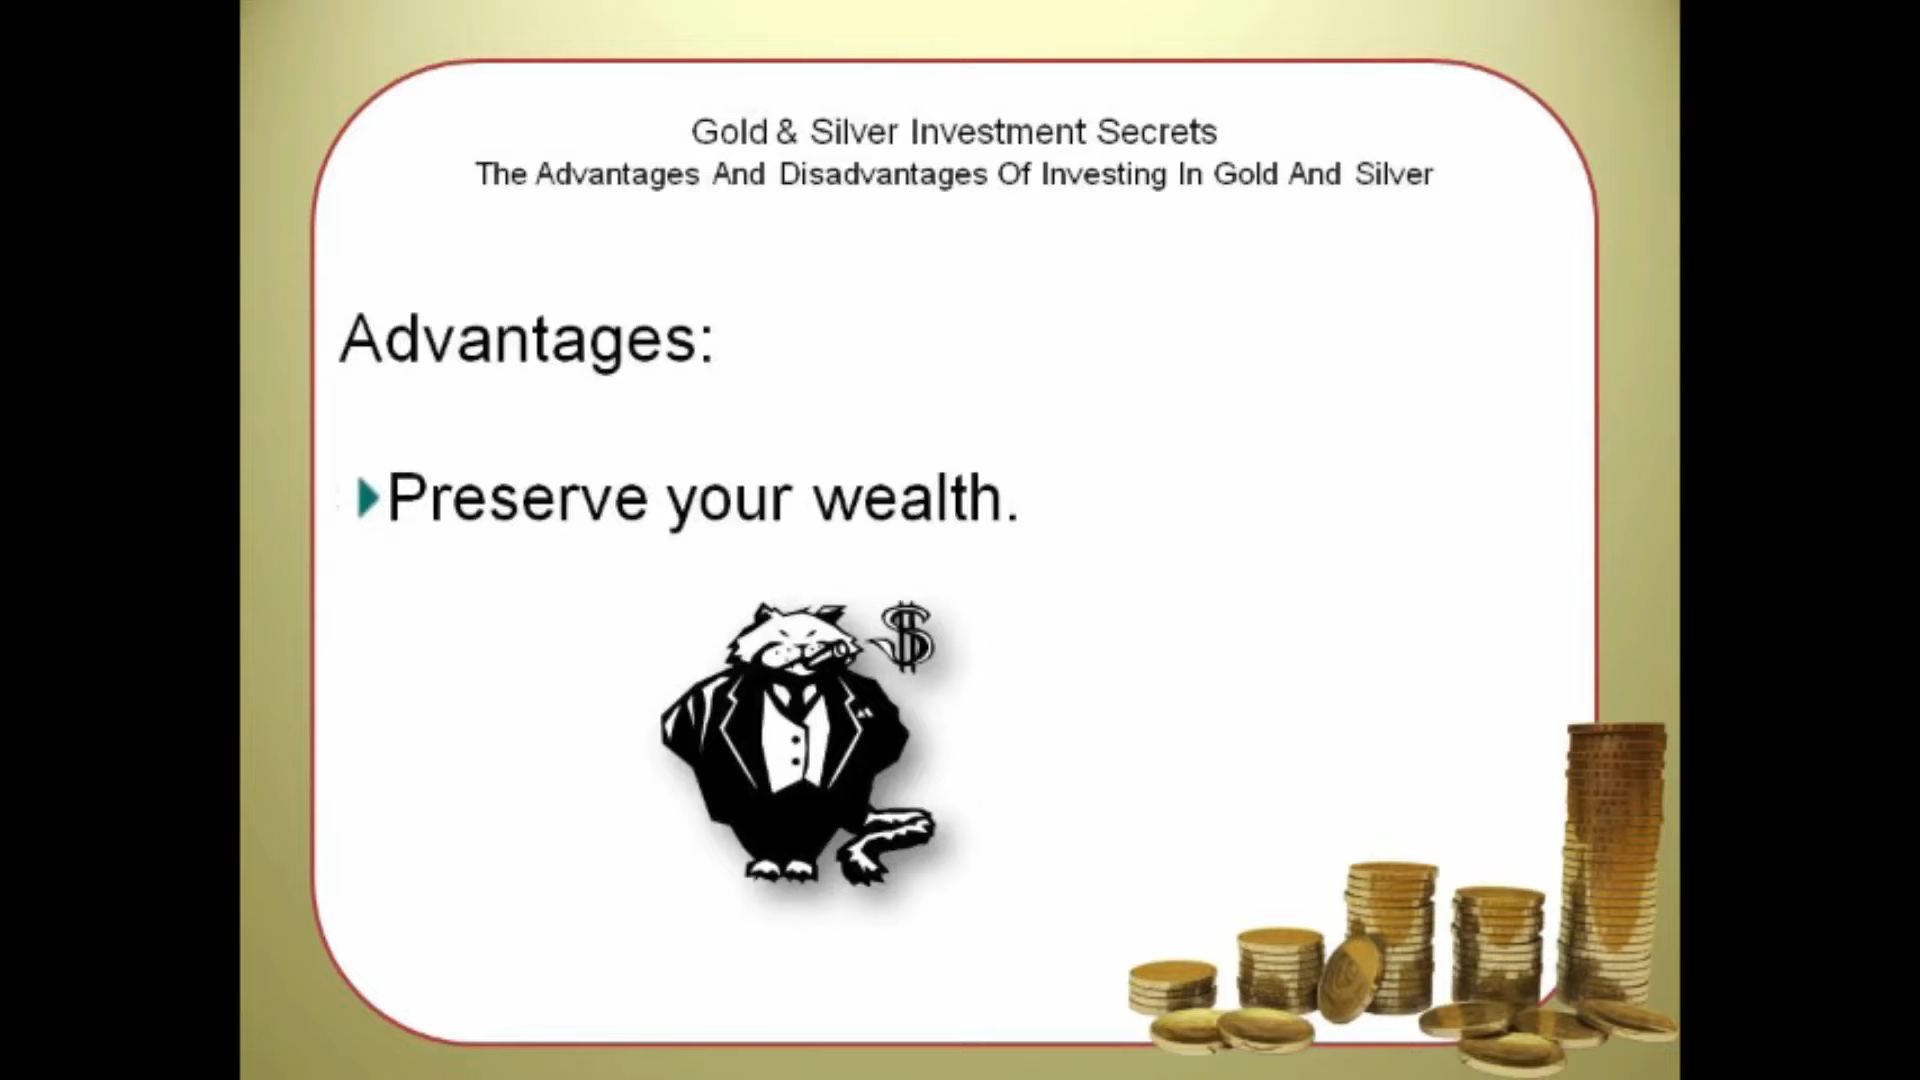 Gold & Silver Investment Secrets
The Advantages And Disadvantages Of Investing In Gold And Silver
Advantages:
Preserve your wealth.
$